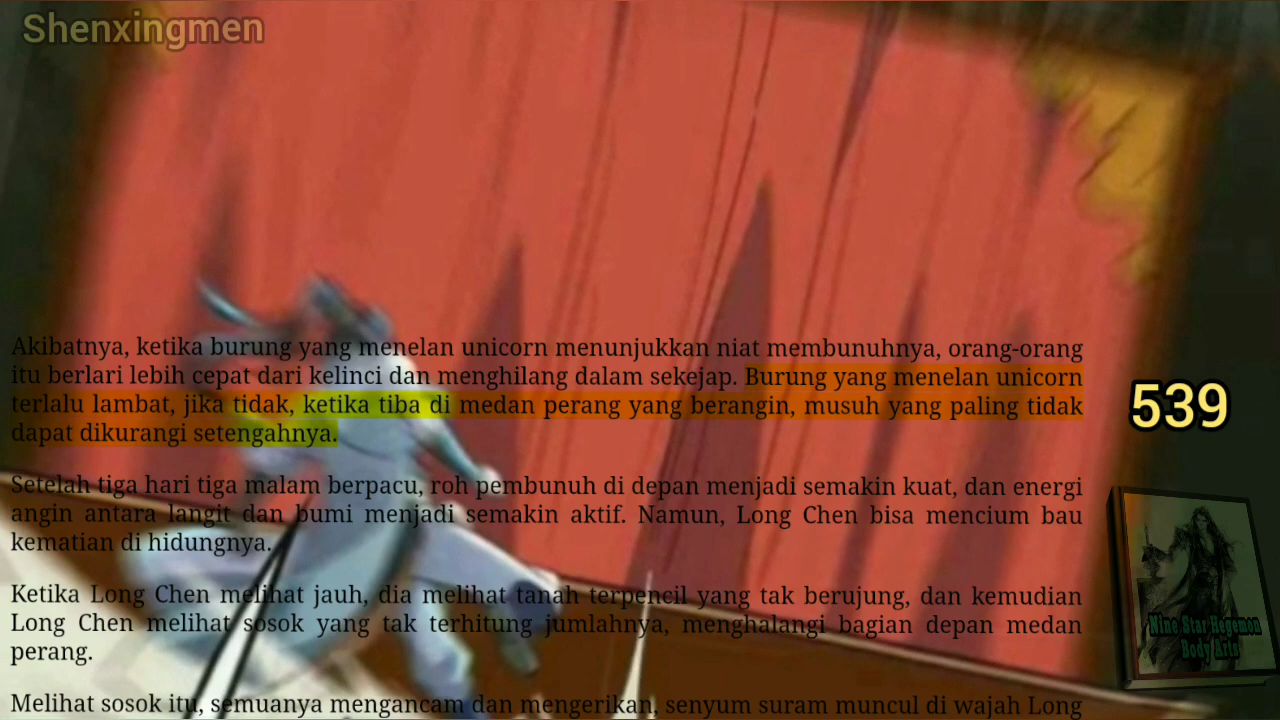 Shenxingmen
Akibatnya, ketika burung yang menelan unicorn menunjukkan niat membunuhnya, orang-orang
itu berlari lebih cepat dari kelinci dan menghilang dalam sekejap. Burung yang menelan unicorn
terlalu lambat, jika tidak, ketika tiba di medan perang yang berangin, musuh yang paling tidak
dapat dikurangi setengahnya.
539
Setelah tiga hari tiga malam berpacu, roh pembunuh di depan menjadi semakin kuat, dan energi
angin antara langit dan bumi menjadi semakin aktif. Namun, Long Chen bisa mencium bau
kematian di hidungnya.
Ketika Long Chen melihat jauh, dia melihat tanah terpencil yang tak berujung, dan kemudian
Long Chen melihat sosok yang tak terhitung jumlahnya, menghalangi bagian depan medan
perang.
Nine Star Hegemon
Body Arts
Melihat sosok itu, semuanya mengancam dan mengerikan, senyum suram muncul di wajah Long